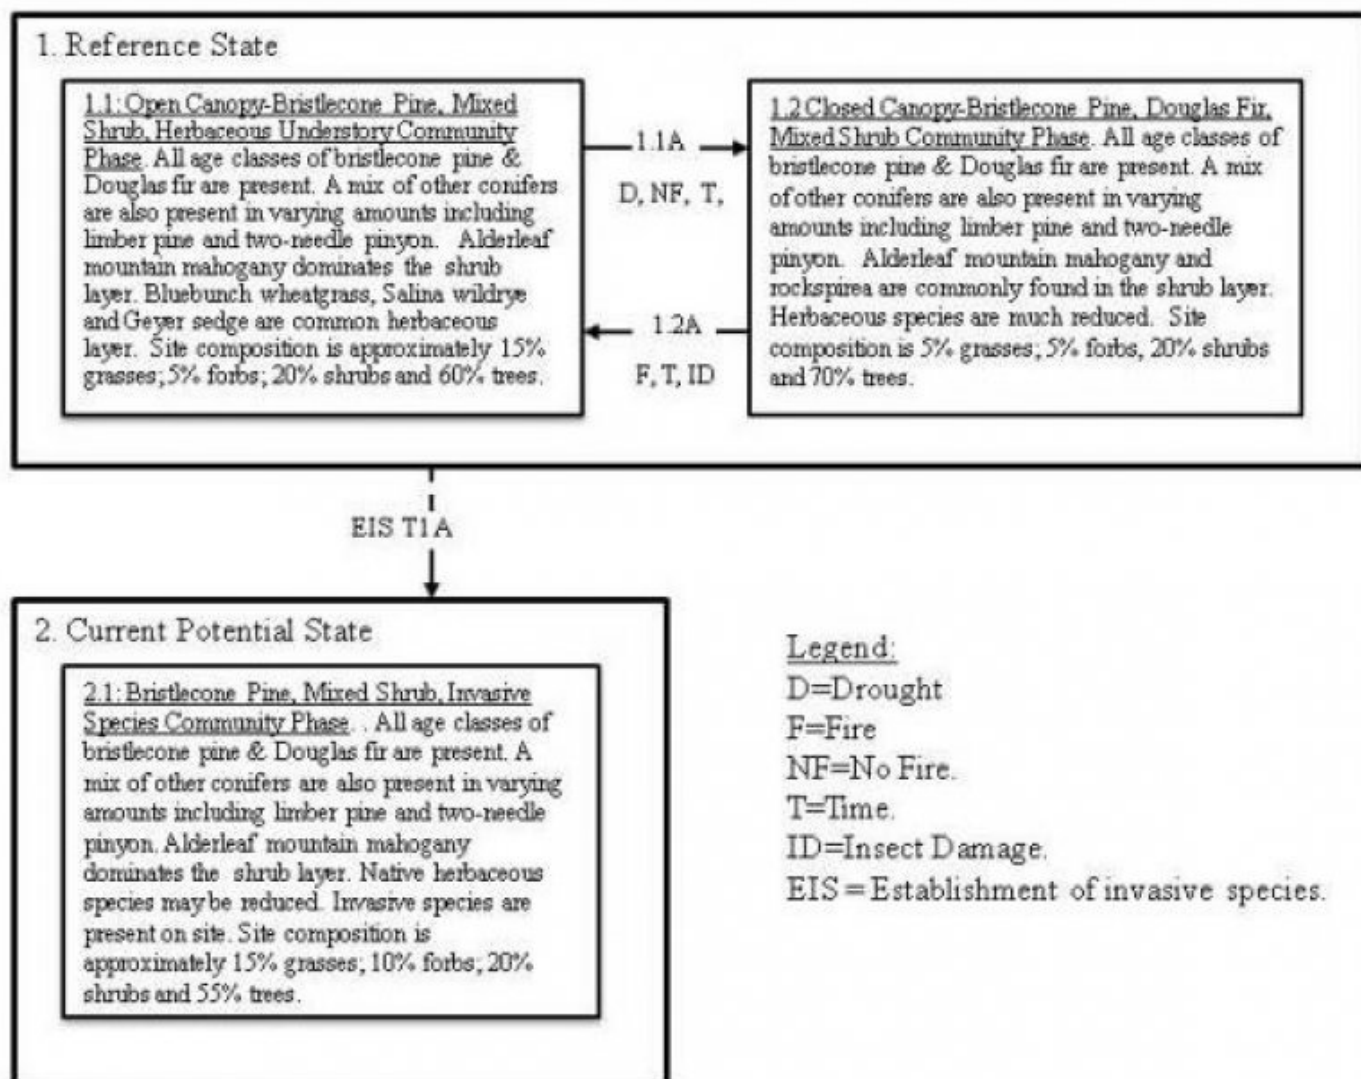 1. Reference State
1.1: Open Canopy-Bristlecone Pine, Mixed
Shrub, Herbaceous Understory Community
Phase. All age classes of bristlecone pine &
Douglas fir are present. A mix of other conifers
are also present in varying amounts including
limber pine and two-needle pinyon. Alderleaf
mountain mahogany dominates the shrub
layer. Bluebunch wheatgrass, Salina wildrye
and Geyer sedge are common herbaceous
layer. Site composition is approximately 15%
grasses; 5% forbs; 20% shrubs and 60% trees.
1.1A
D, NF, T,
1.2A
F, T, ID
1.2 Closed Canopy-Bristlecone Pine, Douglas Fir,
Mixed Shrub Community Phase. All age classes of
bristlecone pine & Douglas fir are present. A mix
of other conifers are also present in varying
amounts including limber pine and two-needle
pinyon. Alderleaf mountain mahogany and
rockspirea are commonly found in the shrub layer.
Herbaceous species are much reduced. Site
composition is 5% grasses; 5% forbs, 20% shrubs
and 70% trees.
EIS T1A
2. Current Potential State
2.1: Bristlecone Pine, Mixed Shrub, Invasive
Species Community Phase. . All age classes of
bristlecone pine & Douglas fir are present. A
mix of other conifers are also present in varying
amounts including limber pine and two-needle
pinyon. Alderleaf mountain mahogany
dominates the shrub layer. Native herbaceous
species may be reduced. Invasive species are
present on site. Site composition is
approximately 15% grasses; 10% forbs; 20%
shrubs and 55% trees.
Legend:
D=Drought
F=Fire
NF=No Fire.
T=Time.
ID=Insect Damage.
EIS=Establishment of invasive species.